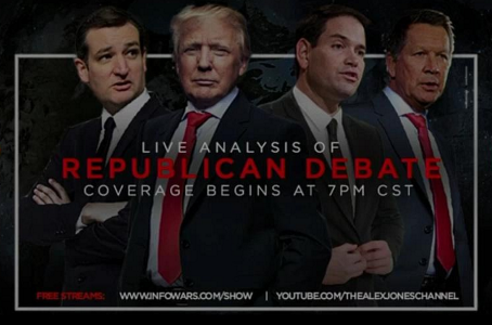 LIVE ANALYSIS OF
REPUBLICAN DEBATE
COVERAGE BEGINS AT 7PM CST
FREE STREAMS: WWW.INFOWARS.COM/SHOW | YOUTUBE.COM/THEALEXJONESCHANNEL